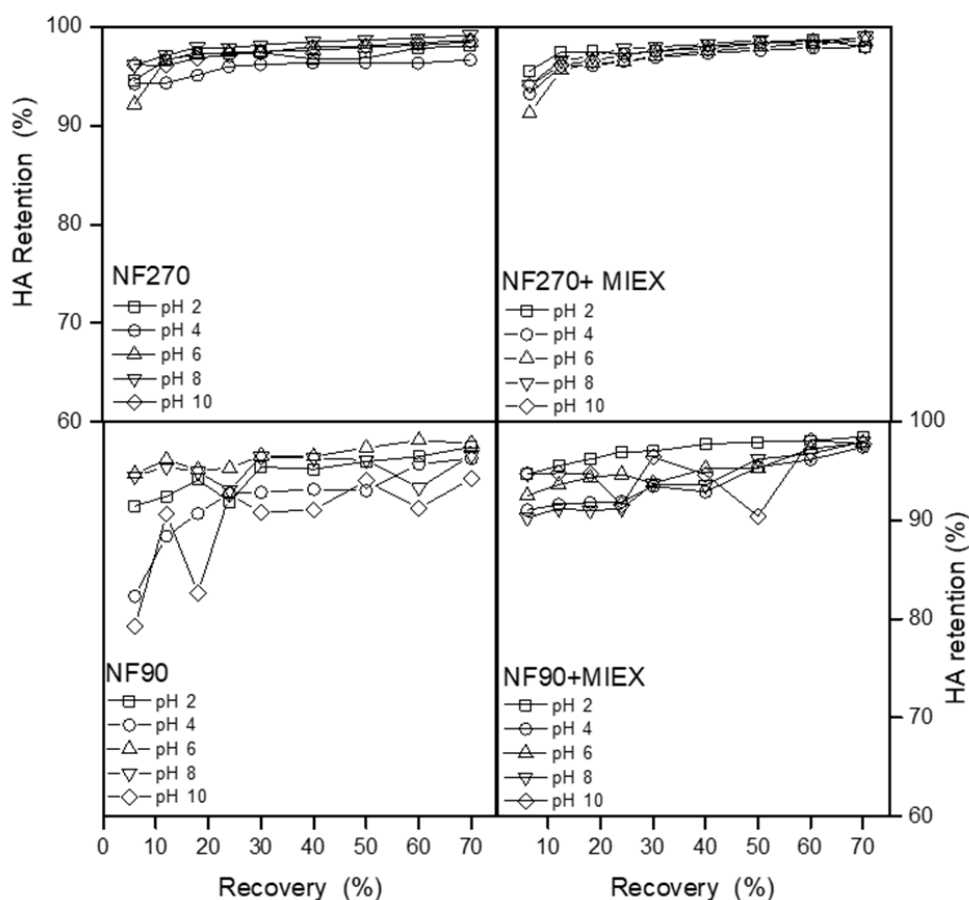 100
90
80
70
60
HA Retention (%)
NF270
pH 2
pH 4
pH 6
pH 8
pH 10
NF270+ MIEX
pH 2
pH 4
pH 6
pH 8
pH 10
NF90
pH 2
pH 4
pH 6
pH 8
pH 10
NF90+MIEX
pH 2
pH 4
pH 6
pH 8
pH 10
100
90
80
70
60
HA retention (%)
0 10 20 30 40 50 60 70
10 20 30 40 50 60 70
Recovery (%)
Recovery (%)